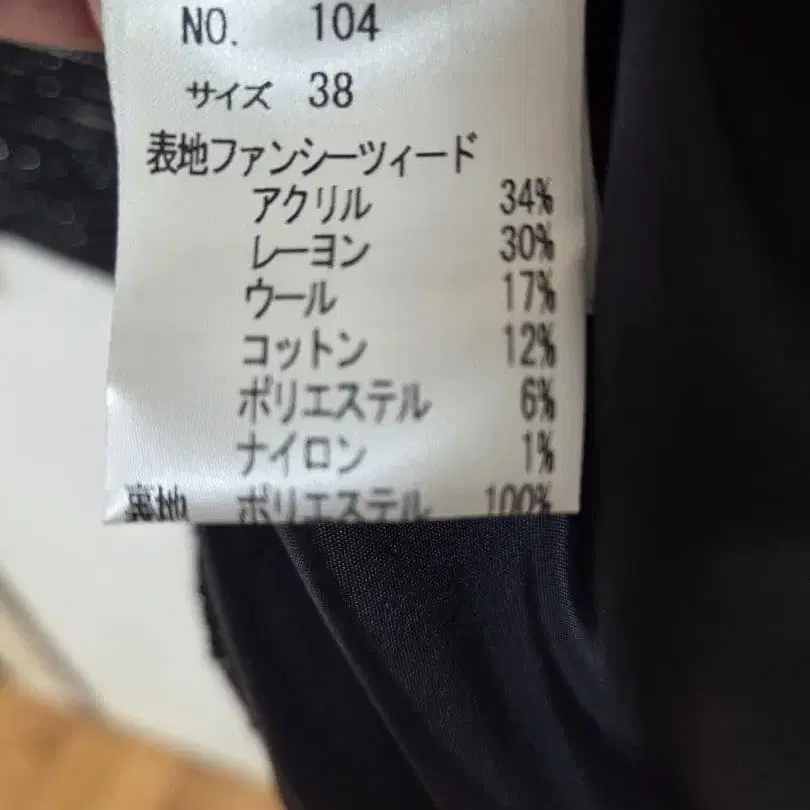 NO. 104
サイズ 38
表地ファンシーツィード
アクリル 34%
レーヨン 30%
ウール 17%
コットン 12%
ポリエステル 6%
ナイロン 1%
裏地 ポリエステル 100%